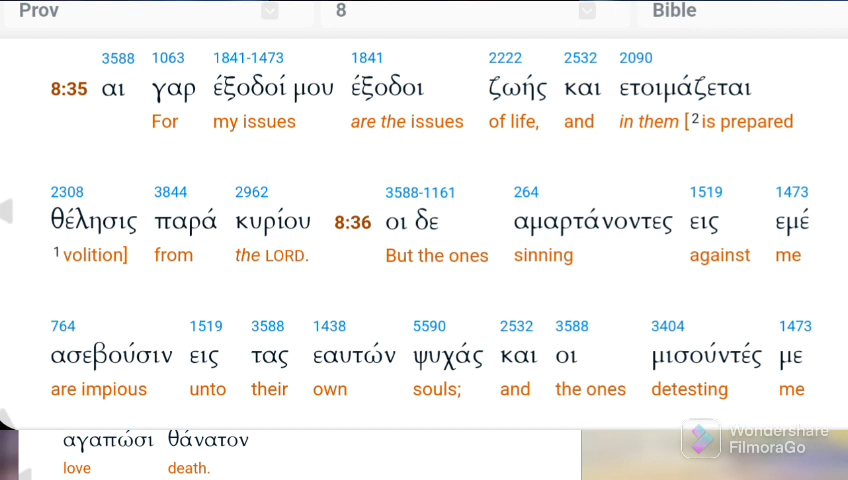 Prov 8 Bible
3588 1063 1841-1473 1841 2222 2532 2090
8:35 αι γαρ έξοδοί μου έξοδοι ζωής και ετοιμάζεται
For my issues are the issues of life, and in them [2 is prepared
2308 3844 2962 3588-1161 264 1519 1473
θέλησις παρά κυρίου 8:36 οι δε αμαρτάνοντες εις εμέ
1 volition] from the LORD. But the ones sinning against me
764 1519 3588 1438 5590 2532 3588 3404 1473
ασεβούσιν εις τας εαυτών ψυχάς και οι μισούντές με
are impious unto their own souls; and the ones detesting me
αγαπώσι θάνατον
love death.
Wondershare
FilmoraGo